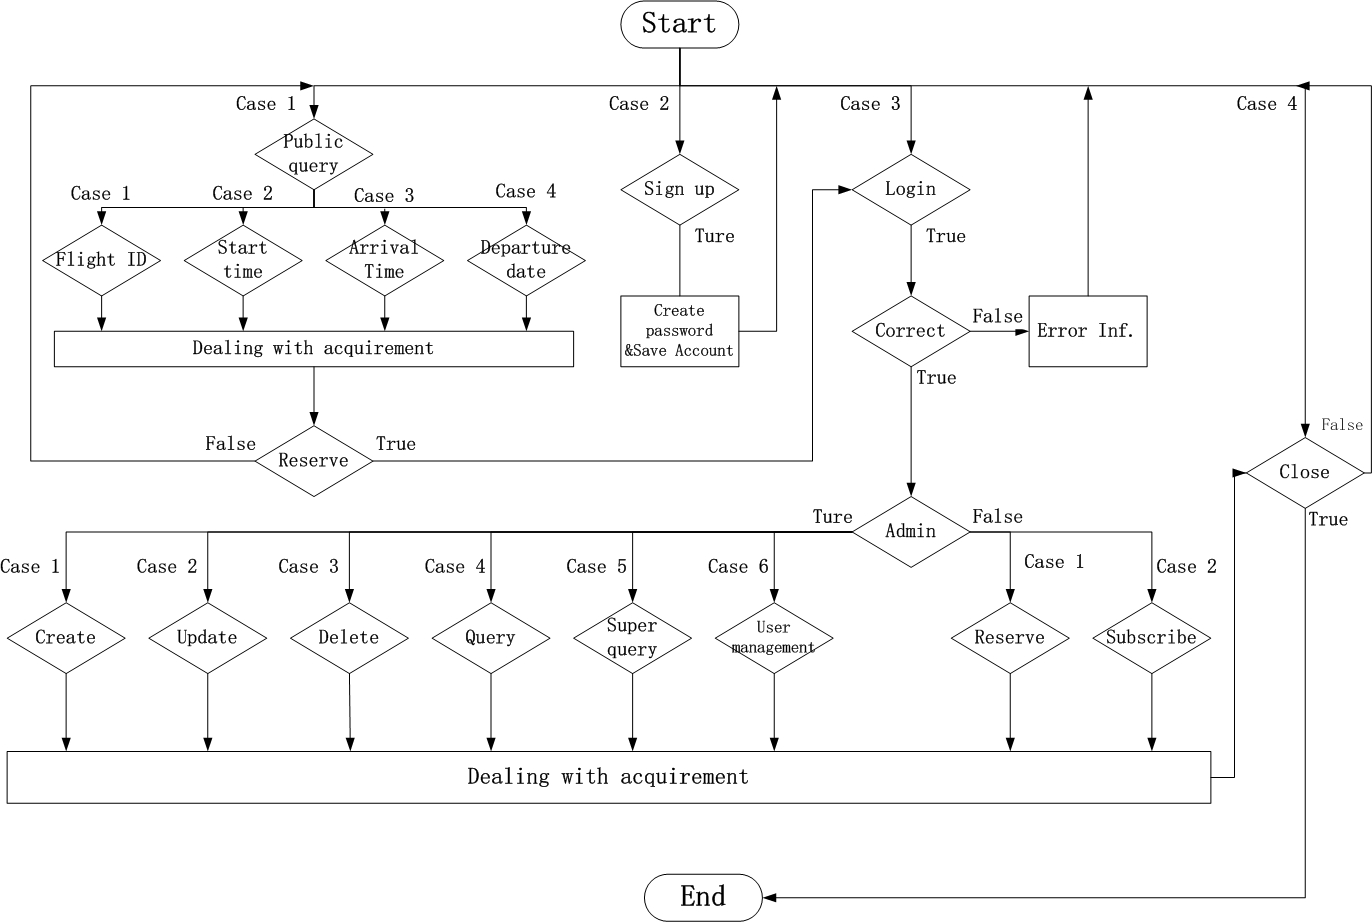 Start
Case 1
Case 2
Case 3
Case 4
Public
query
Sign up
Login
Case 1
Case 2
Case 3
Case 4
Ture
True
Flight ID
Start
time
Arrival
Time
Departure
date
Create
password
&Save Account
Correct
False
Error Inf.
Dealing with acquirement
True
False
Reserve
True
False
Close
True
Ture
Admin
False
Case 1
Case 2
Case 3
Case 4
Case 5
Case 6
Case 1
Case 2
Create
Update
Delete
Query
Super
query
User
management
Reserve
Subscribe
Dealing with acquirement
End